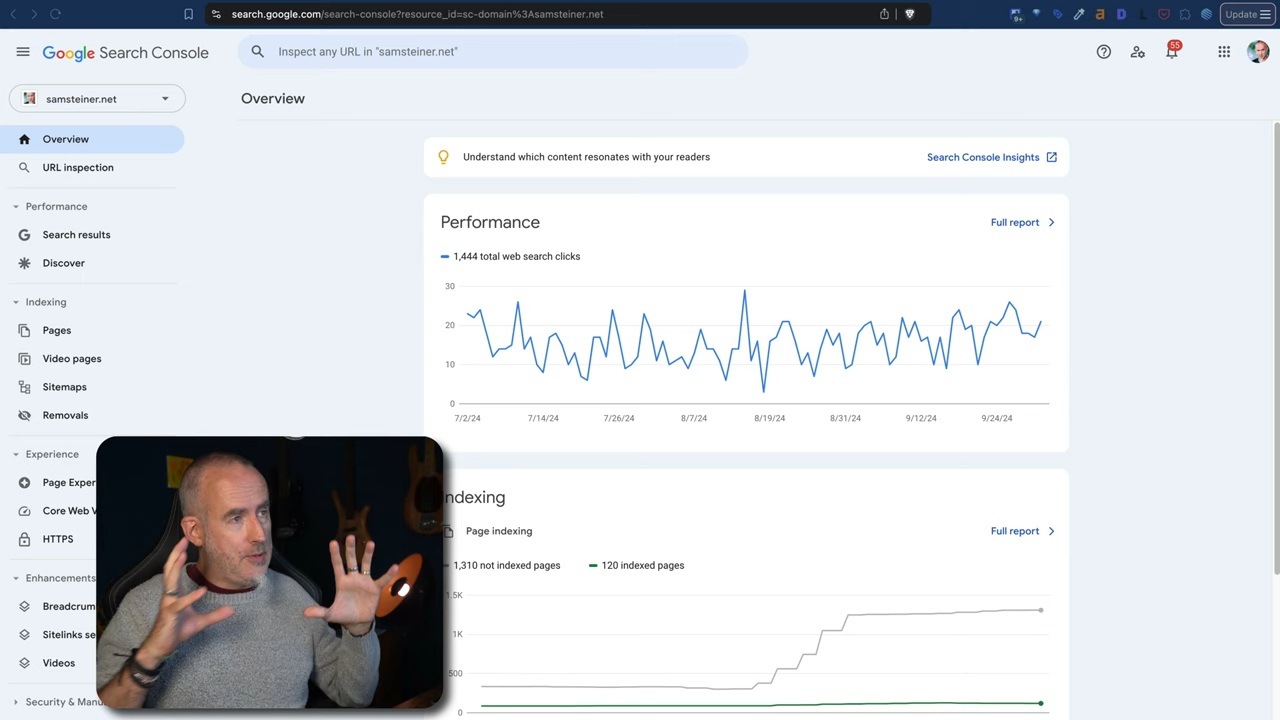 search.google.com/search-console?resource_id=sc-domain%3Asamsteiner.net
9+
Update
Google Search Console
Inspect any URL in "samsteiner.net"
55
samsteiner.net
Overview
Overview
URL inspection
Performance
Search results
Discover
Indexing
Pages
Video pages
Sitemaps
Removals
Experience
Page Exper
Core Web V
HTTPS
Enhancements
Breadcrum
Sitelinks se
Videos
Security & Manu
Understand which content resonates with your readers
Search Console Insights
Performance
Full report
1,444 total web search clicks
30
20
10
0
7/2/24
7/14/24
7/26/24
8/7/24
8/19/24
8/31/24
9/12/24
9/24/24
ndexing
Page indexing
Full report
1,310 not indexed pages
120 indexed pages
1.5K
1K
500
0